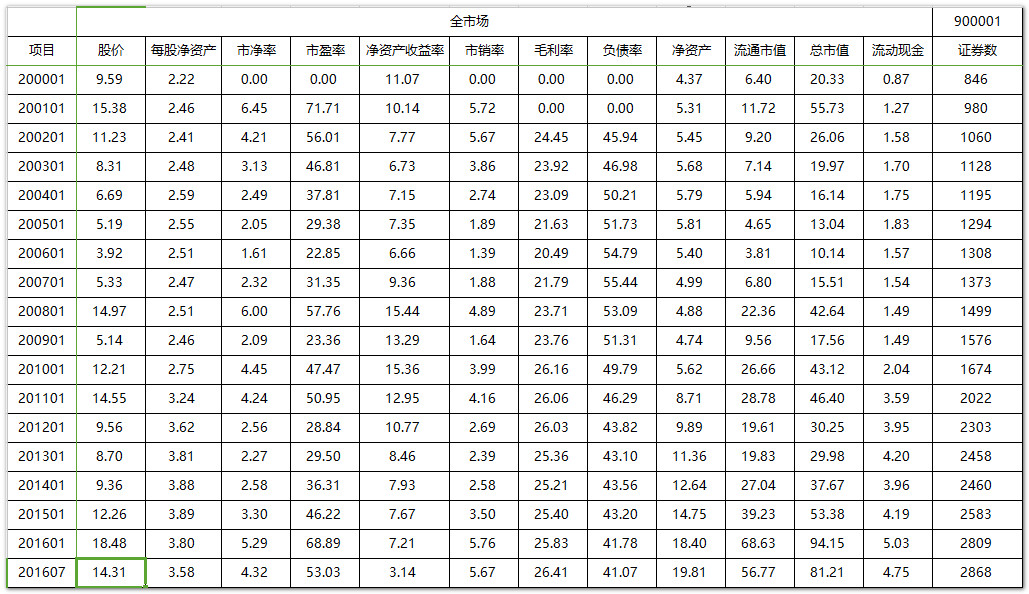 全市场 900001
项目 股价 每股净资产 市净率 市盈率 净资产收益率 市销率 毛利率 负债率 净资产 流通市值 总市值 流动现金 证券数
200001 9.59 2.22 0.00 0.00 11.07 0.00 0.00 0.00 4.37 6.40 20.33 0.87 846
200101 15.38 2.46 6.45 71.71 10.14 5.72 0.00 0.00 5.31 11.72 55.73 1.27 980
200201 11.23 2.41 4.21 56.01 7.77 5.67 24.45 45.94 5.45 9.20 26.06 1.58 1060
200301 8.31 2.48 3.13 46.81 6.73 3.86 23.92 46.98 5.68 7.14 19.97 1.70 1128
200401 6.69 2.59 2.49 37.81 7.15 2.74 23.09 50.21 5.79 5.94 16.14 1.75 1195
200501 5.19 2.55 2.05 29.38 7.35 1.89 21.63 51.73 5.81 4.65 13.04 1.83 1294
200601 3.92 2.51 1.61 22.85 6.66 1.39 20.49 54.79 5.40 3.81 10.14 1.57 1308
200701 5.33 2.47 2.32 31.35 9.36 1.88 21.79 55.44 4.99 6.80 15.51 1.54 1373
200801 14.97 2.51 6.00 57.76 15.44 4.89 23.71 53.09 4.88 22.36 42.64 1.49 1499
200901 5.14 2.46 2.09 23.36 13.29 1.64 23.76 51.31 4.74 9.56 17.56 1.49 1576
201001 12.21 2.75 4.45 47.47 15.36 3.99 26.16 49.79 5.62 26.66 43.12 2.04 1674
201101 14.55 3.24 4.24 50.95 12.95 4.16 26.06 46.29 8.71 28.78 46.40 3.59 2022
201201 9.56 3.62 2.56 28.84 10.77 2.69 26.03 43.82 9.89 19.61 30.25 3.95 2303
201301 8.70 3.81 2.27 29.50 8.46 2.39 25.36 43.10 11.36 19.83 29.98 4.20 2458
201401 9.36 3.88 2.58 36.31 7.93 2.58 25.21 43.56 12.64 27.04 37.67 3.96 2460
201501 12.26 3.89 3.30 46.22 7.67 3.50 25.40 43.20 14.75 39.23 53.38 4.19 2583
201601 18.48 3.80 5.29 68.89 7.21 5.76 25.83 41.78 18.40 68.63 94.15 5.03 2809
201607 14.31 3.58 4.32 53.03 3.14 5.67 26.41 41.07 19.81 56.77 81.21 4.75 2868